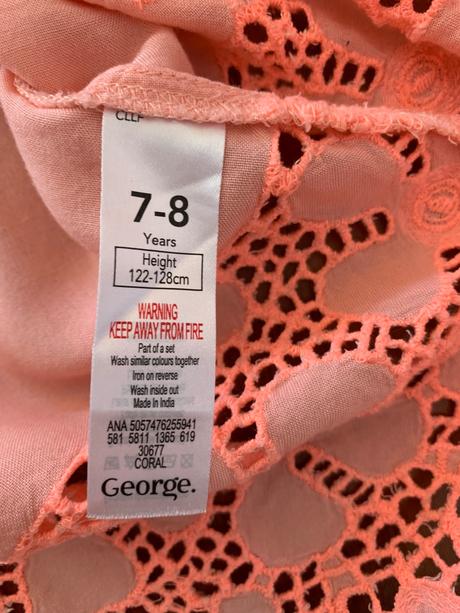 CLLF
7-8
Years
Height
122-128cm
WARNING
KEEP AWAY FROM FIRE
Part of a set
Wash similar colours together
Iron on reverse
Wash inside out
Made In India
ANA 5057476255941
581 5811 1365 619
30677
CORAL
George.